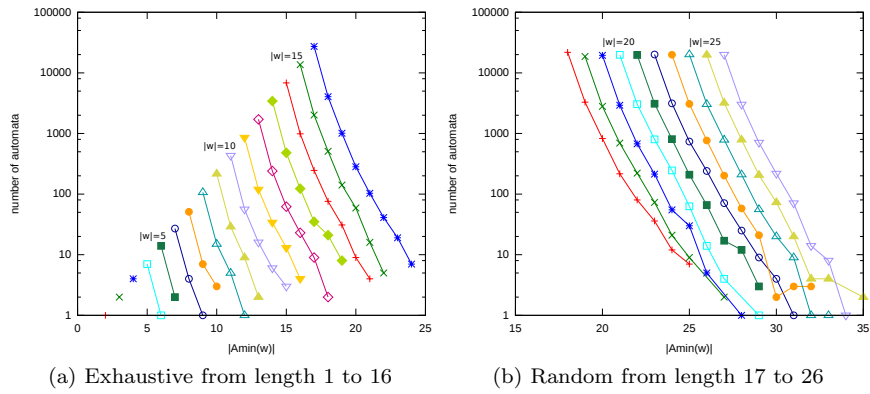 100000
10000
1000
100
10
1
number of automata
|w|=5
|w|=10
|w|=15
0 5 10 15 20 25
|Amin(w)|
(a) Exhaustive from length 1 to 16
100000
10000
1000
100
10
1
number of automata
|w|=20
|w|=25
15 20 25 30 35
|Amin(w)|
(b) Random from length 17 to 26